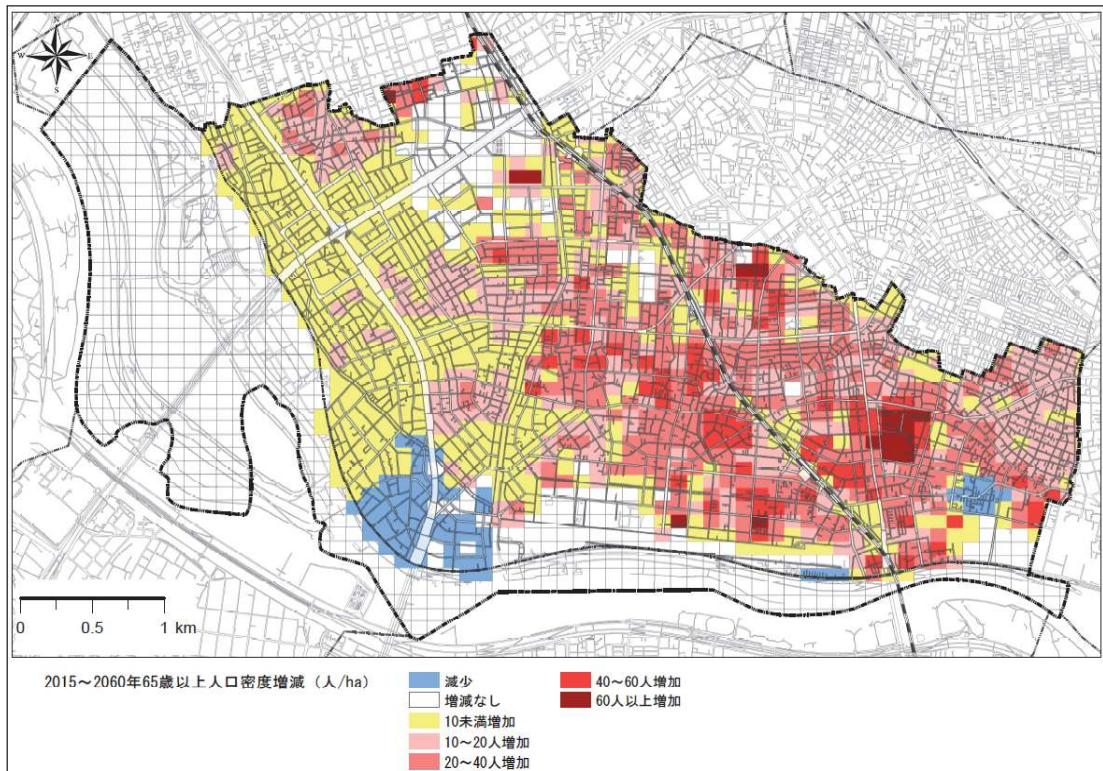 N
W E
S
0 0.5 1 km
2015～2060年65歳以上人口密度増減（人/ha）
減少
増減なし
10未満増加
10～20人増加
20～40人増加
40～60人増加
60人以上増加